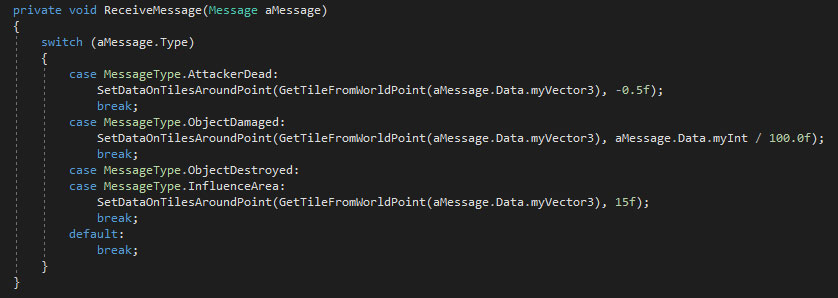 private void ReceiveMessage(Message aMessage)
{
switch (aMessage.Type)
{
case MessageType.AttackerDead:
SetDataOnTilesAroundPoint(GetTileFromWorldPoint(aMessage.Data.myVector3), -0.5f);
break;
case MessageType.ObjectDamaged:
SetDataOnTilesAroundPoint(GetTileFromWorldPoint(aMessage.Data.myVector3), aMessage.Data.myInt / 100.0f);
break;
case MessageType.ObjectDestroyed:
case MessageType.InfluenceArea:
SetDataOnTilesAroundPoint(GetTileFromWorldPoint(aMessage.Data.myVector3), 15f);
break;
default:
break;
}
}